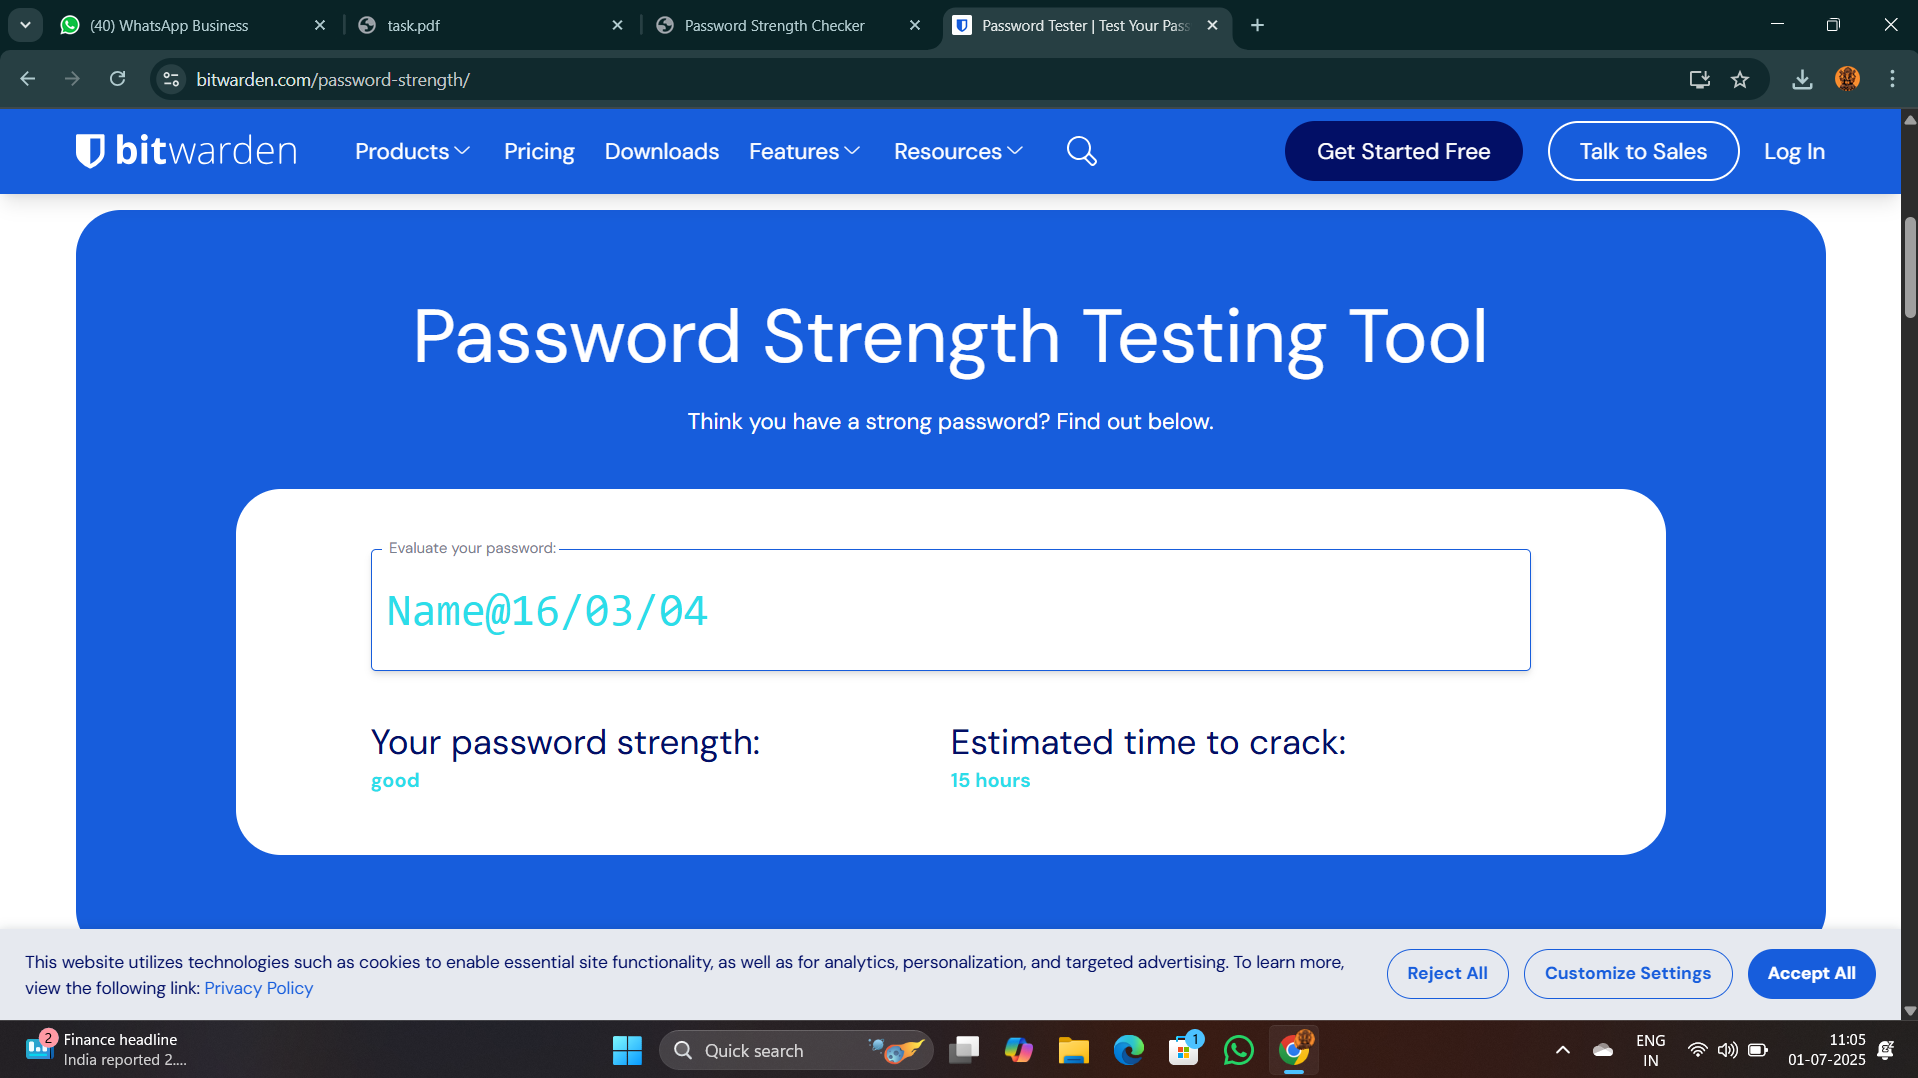 (40) WhatsApp Business
task.pdf
Password Strength Checker
Password Tester | Test Your Pass
bitwarden.com/password-strength/
bitwarden
Products
Pricing
Downloads
Features
Resources
Get Started Free
Talk to Sales
Log In
Password Strength Testing Tool
Think you have a strong password? Find out below.
Evaluate your password:
Name@16/03/04
Your password strength:
good
Estimated time to crack:
15 hours
This website utilizes technologies such as cookies to enable essential site functionality, as well as for analytics, personalization, and targeted advertising. To learn more,
view the following link: Privacy Policy
Reject All
Customize Settings
Accept All
2
Finance headline
India reported 2....
Quick search
1
ENG
IN
11:05
01-07-2025